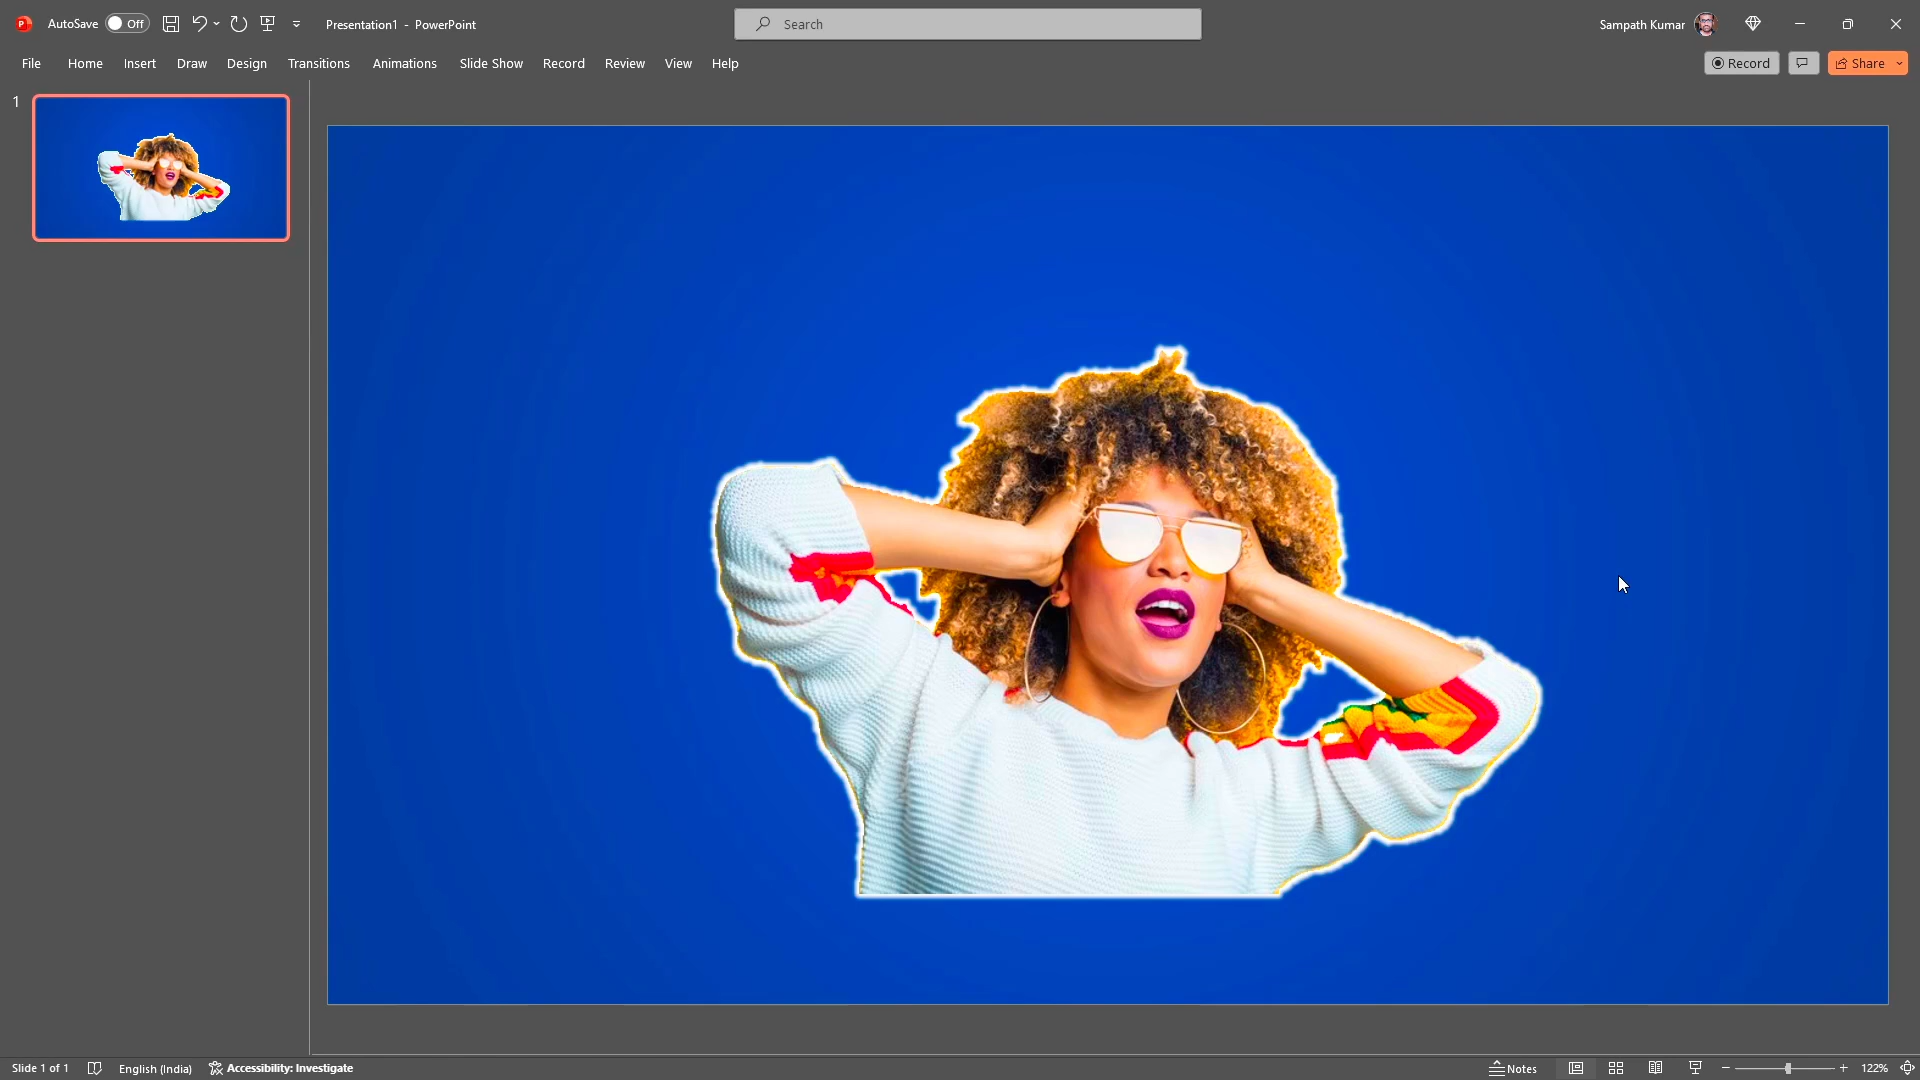 AutoSave Off Presentation1 - PowerPoint Search Sampath Kumar
File Home Insert Draw Design Transitions Animations Slide Show Record Review View Help Record Share
1
Slide 1 of 1 English (India) Accessibility: Investigate Notes 122%